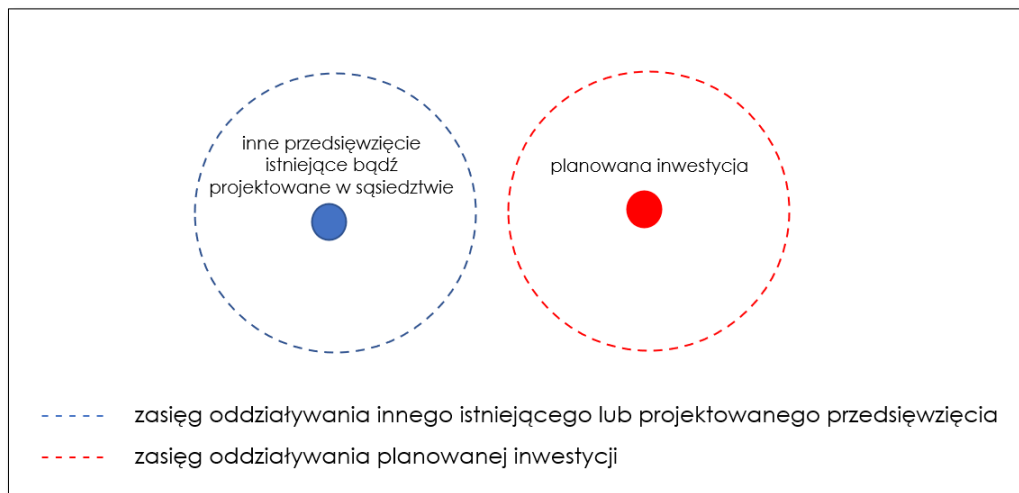 inne przedsięwzięcie
istniejące bądź
projektowane w sąsiedztwie
planowana inwestycja
----- zasięg oddziaływania innego istniejącego lub projektowanego przedsięwzięcia
----- zasięg oddziaływania planowanej inwestycji